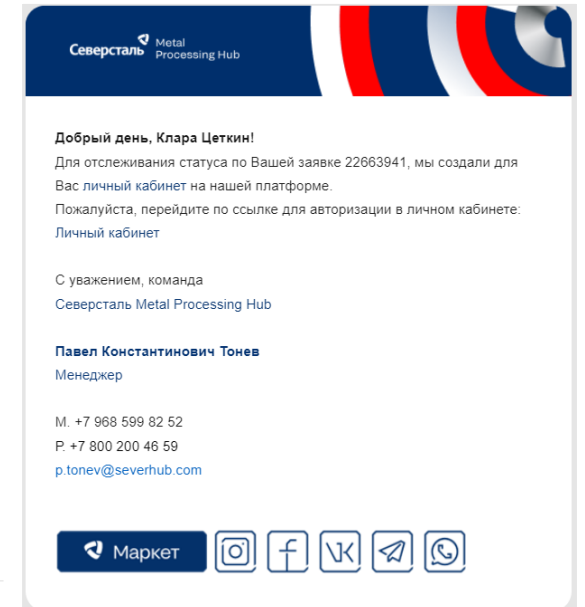 Северсталь Metal
Processing Hub
Добрый день, Клара Цеткин!
Для отслеживания статуса по Вашей заявке 22663941, мы создали для
Вас личный кабинет на нашей платформе.
Пожалуйста, перейдите по ссылке для авторизации в личном кабинете:
Личный кабинет
С уважением, команда
Северсталь Metal Processing Hub
Павел Константинович Тонев
Менеджер
М. +7 968 599 82 52
Р. +7 800 200 46 59
p.tonev@severhub.com
Маркет